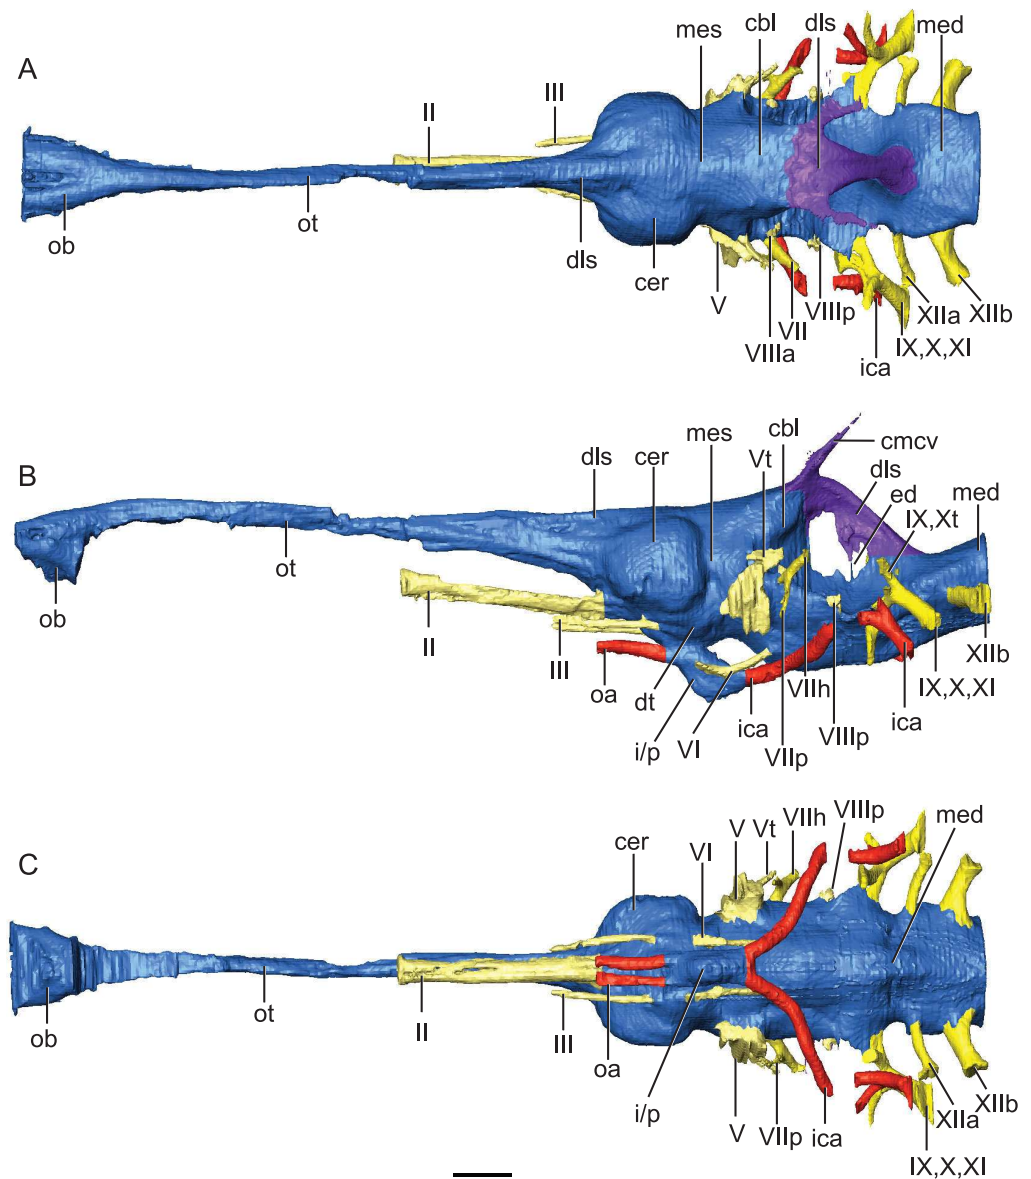 A
mes
cbl
dls
med
II
III
ob
ot
dls
cer
V
VIIIa
VII
VIIIp
ica
IX,X,XI
XIIa
XIIb
B
dls
cer
mes
Vt
cbl
cmcv
dls
ed
IX,Xt
med
ob
ot
II
III
oa
dt
i/p
VI
ica
VIIp
VIIh
VIIIp
ica
IX,X,XI
XIIb
C
cer
VI
V
Vt
VIIh
VIIIp
med
ob
ot
II
III
oa
i/p
V
VIIp
ica
XIIa
XIIb
IX,X,XI